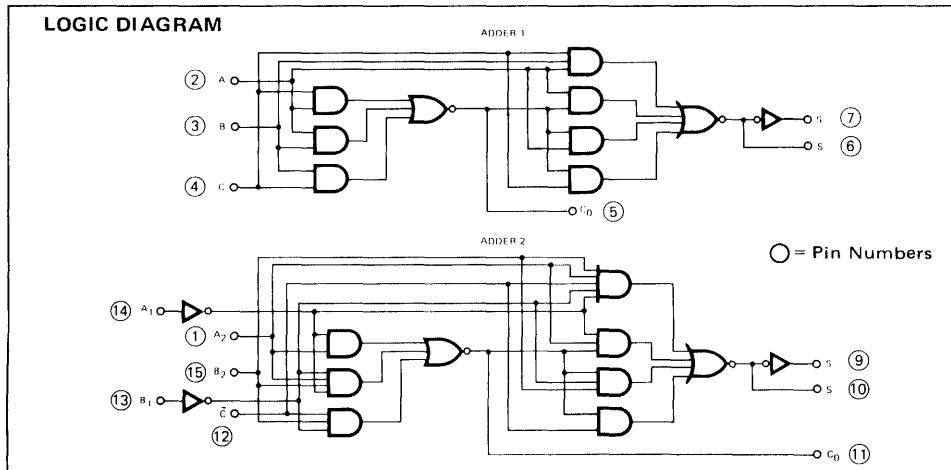 LOGIC DIAGRAM
ADDER 1
② A
③ B
④ C
S ⑦
S ⑥
C0 ⑤
ADDER 2
○ = Pin Numbers
⑭ A1
① A2
⑮ B2
⑬ B1
C̄
⑫
S ⑨
S ⑩
C0 ⑪